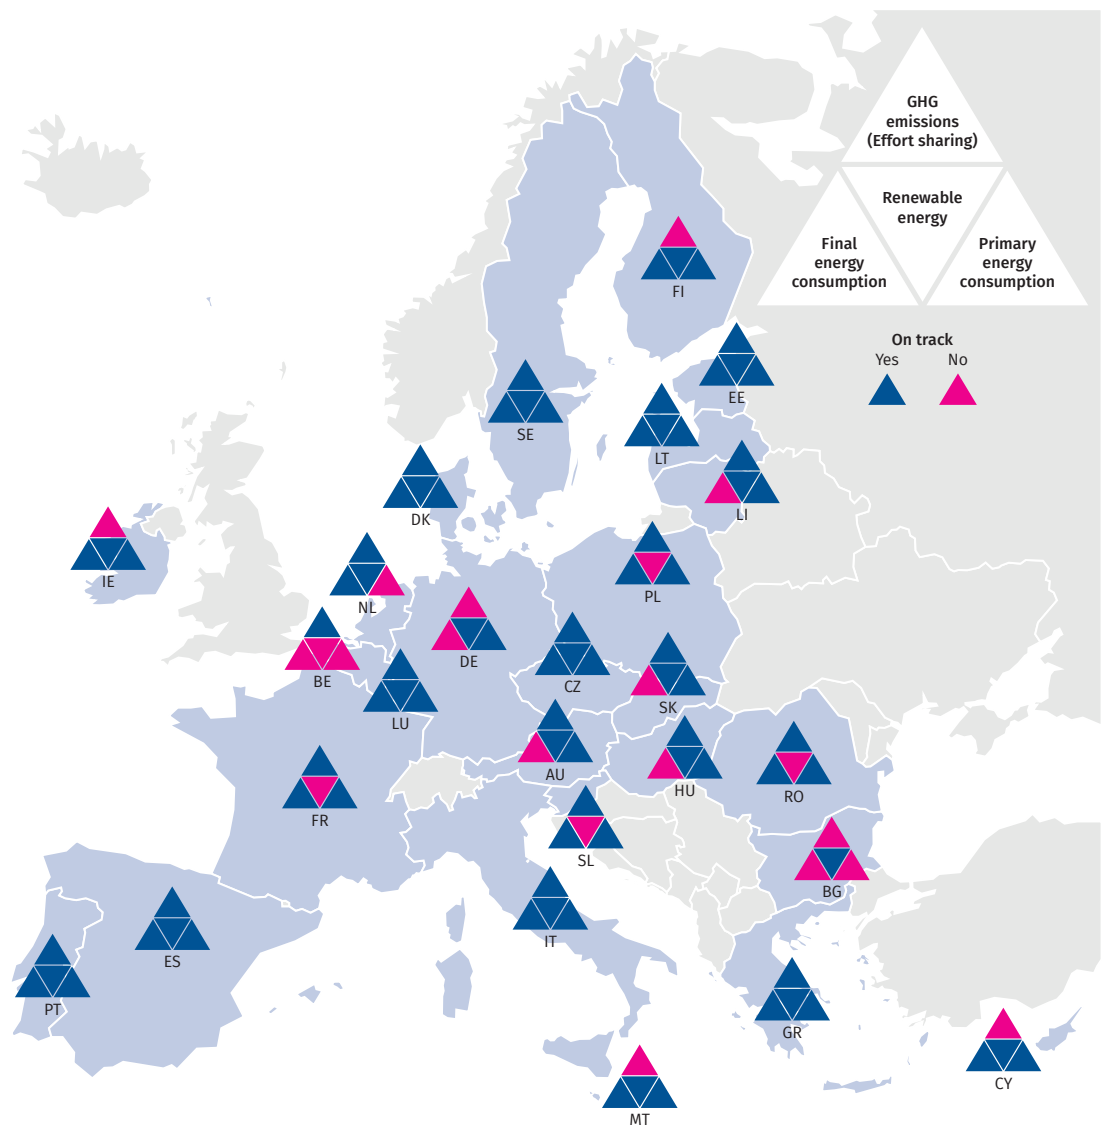 GHG
emissions
(Effort sharing)
Renewable
energy
Final
energy
consumption
Primary
energy
consumption
On track
Yes No
FI
EE
SE
LT
LI
DK
IE
NL
PL
DE
BE
CZ
SK
LU
AU
HU
RO
FR
SL
BG
IT
ES
PT
GR
CY
MT